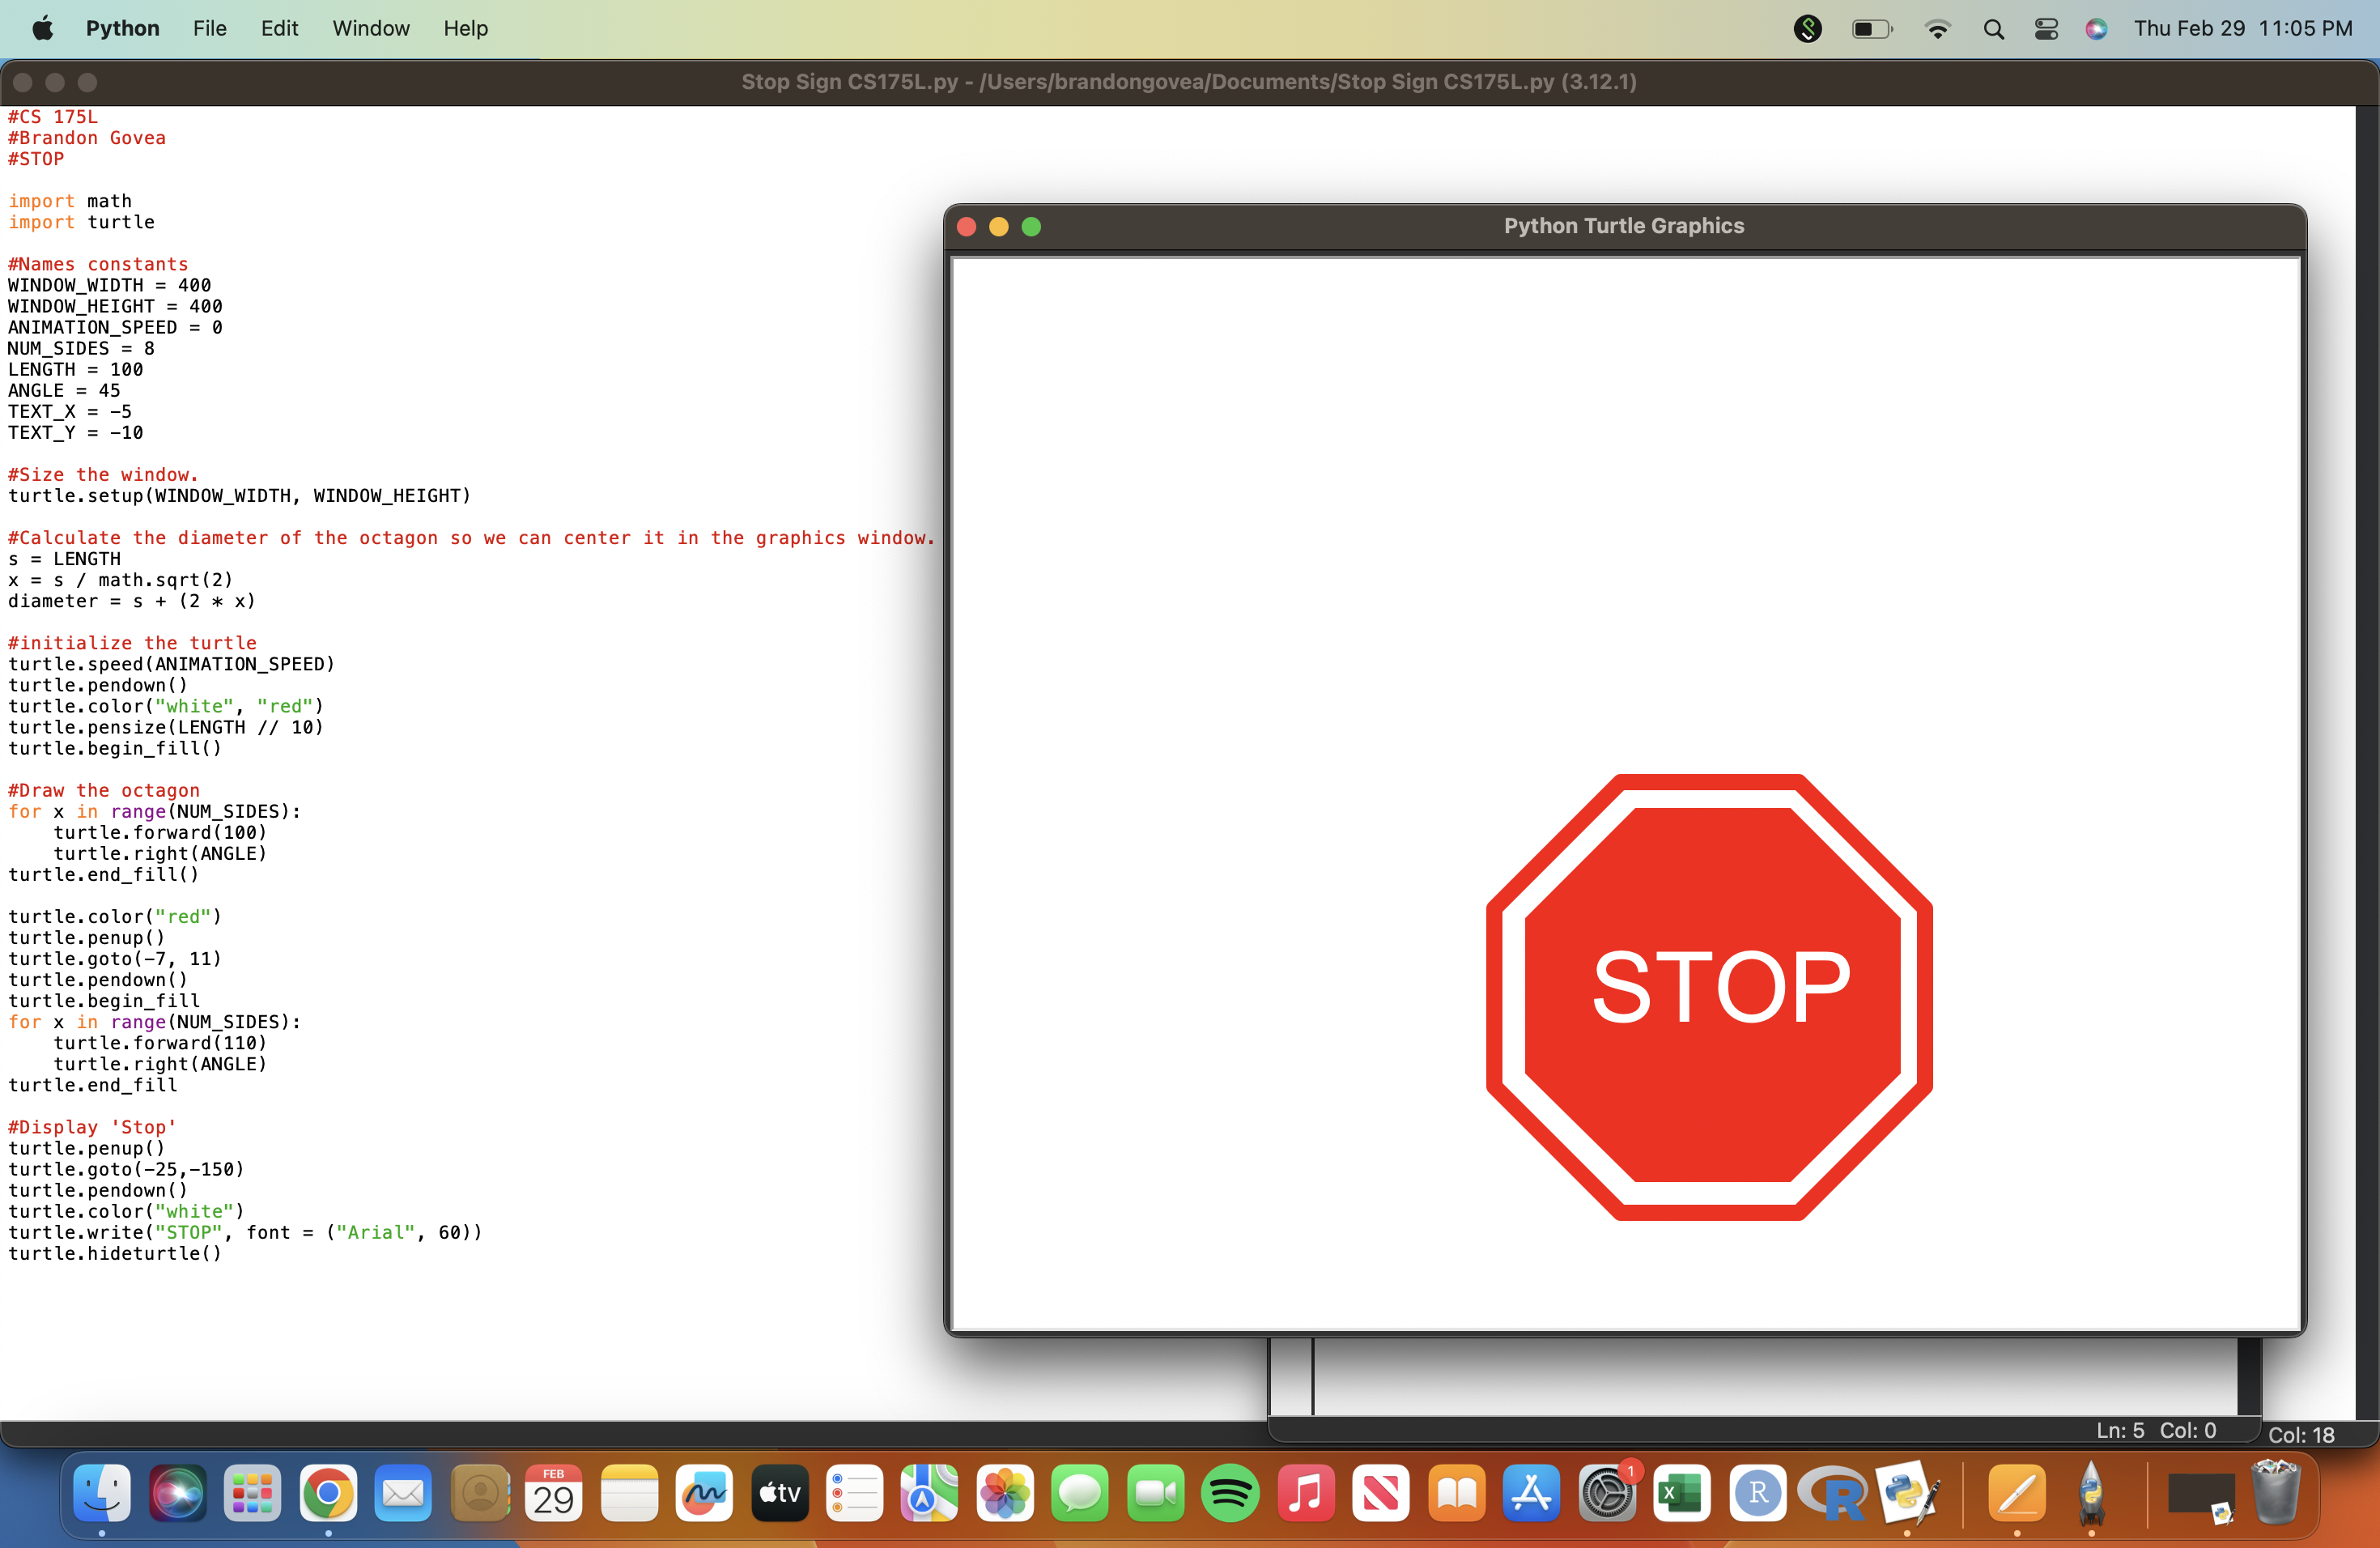 Python File Edit Window Help Thu Feb 29 11:05 PM
Stop Sign CS175L.py - /Users/brandongovea/Documents/Stop Sign CS175L.py (3.12.1)
#CS 175L
#Brandon Govea
#STOP
import math
import turtle
#Names constants
WINDOW_WIDTH = 400
WINDOW_HEIGHT = 400
ANIMATION_SPEED = 0
NUM_SIDES = 8
LENGTH = 100
ANGLE = 45
TEXT_X = -5
TEXT_Y = -10
#Size the window.
turtle.setup(WINDOW_WIDTH, WINDOW_HEIGHT)
#Calculate the diameter of the octagon so we can center it in the graphics window.
s = LENGTH
x = s / math.sqrt(2)
diameter = s + (2 * x)
#initialize the turtle
turtle.speed(ANIMATION_SPEED)
turtle.pendown()
turtle.color("white", "red")
turtle.pensize(LENGTH // 10)
turtle.begin_fill()
#Draw the octagon
for x in range(NUM_SIDES):
    turtle.forward(100)
    turtle.right(ANGLE)
turtle.end_fill()
turtle.color("red")
turtle.penup()
turtle.goto(-7, 11)
turtle.pendown()
turtle.begin_fill
for x in range(NUM_SIDES):
    turtle.forward(110)
    turtle.right(ANGLE)
turtle.end_fill
#Display 'Stop'
turtle.penup()
turtle.goto(-25,-150)
turtle.pendown()
turtle.color("white")
turtle.write("STOP", font = ("Arial", 60))
turtle.hideturtle()
Python Turtle Graphics
STOP
Ln: 5 Col: 0
Col: 18
FEB
29
tv
1
X
R
R